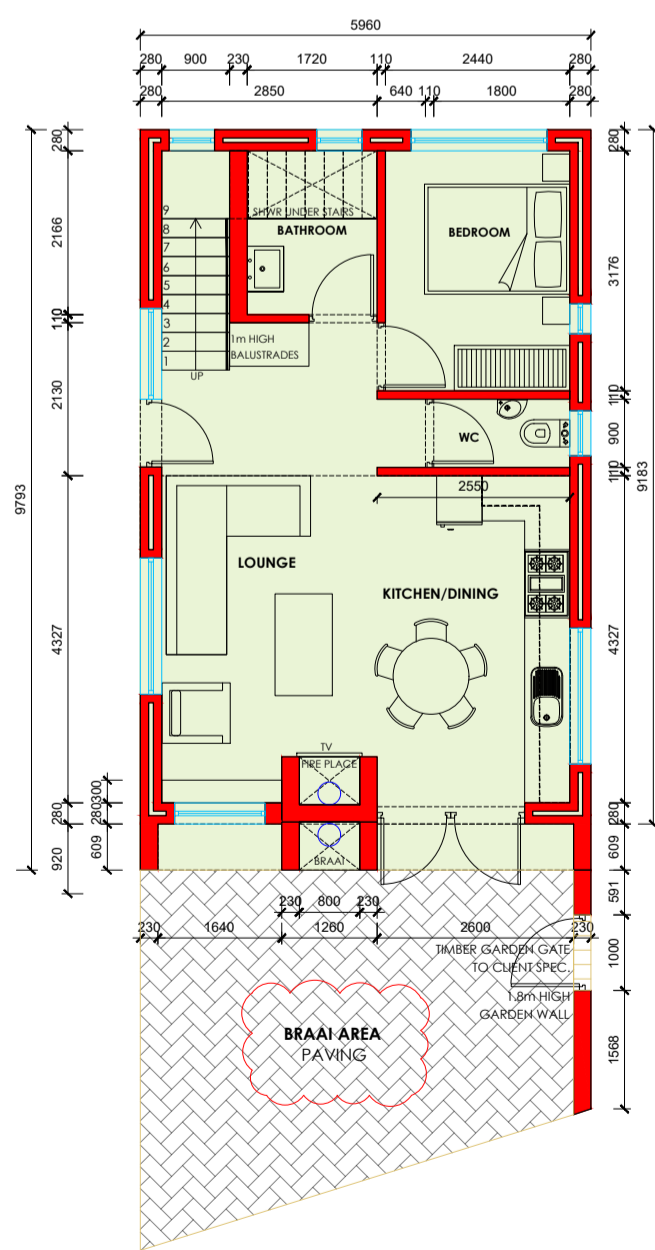 5960
280 900 230 1720 110 2440 280
280 2850 640 110 1800 280
9793
280
2166
110
2130
4327
280
920
300
280
609
280
3176
110
900
110
4327
280
609
591
1000
1568
9183
9
8
7
6
5
4
3
2
1
UP
SHWR UNDER STAIRS
BATHROOM
BEDROOM
1m HIGH
BALUSTRADES
WC
2550
LOUNGE
KITCHEN/DINING
TV
FIRE PLACE
BRAAI
230 800 230
230 1640 1260 2600 230
TIMBER GARDEN GATE
TO CLIENT SPEC.
1.8m HIGH
GARDEN WALL
BRAAI AREA
PAVING